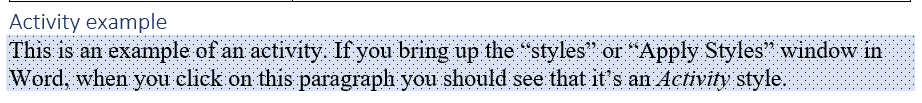 Activity example
This is an example of an activity. If you bring up the “styles” or “Apply Styles” window in
Word, when you click on this paragraph you should see that it’s an Activity style.